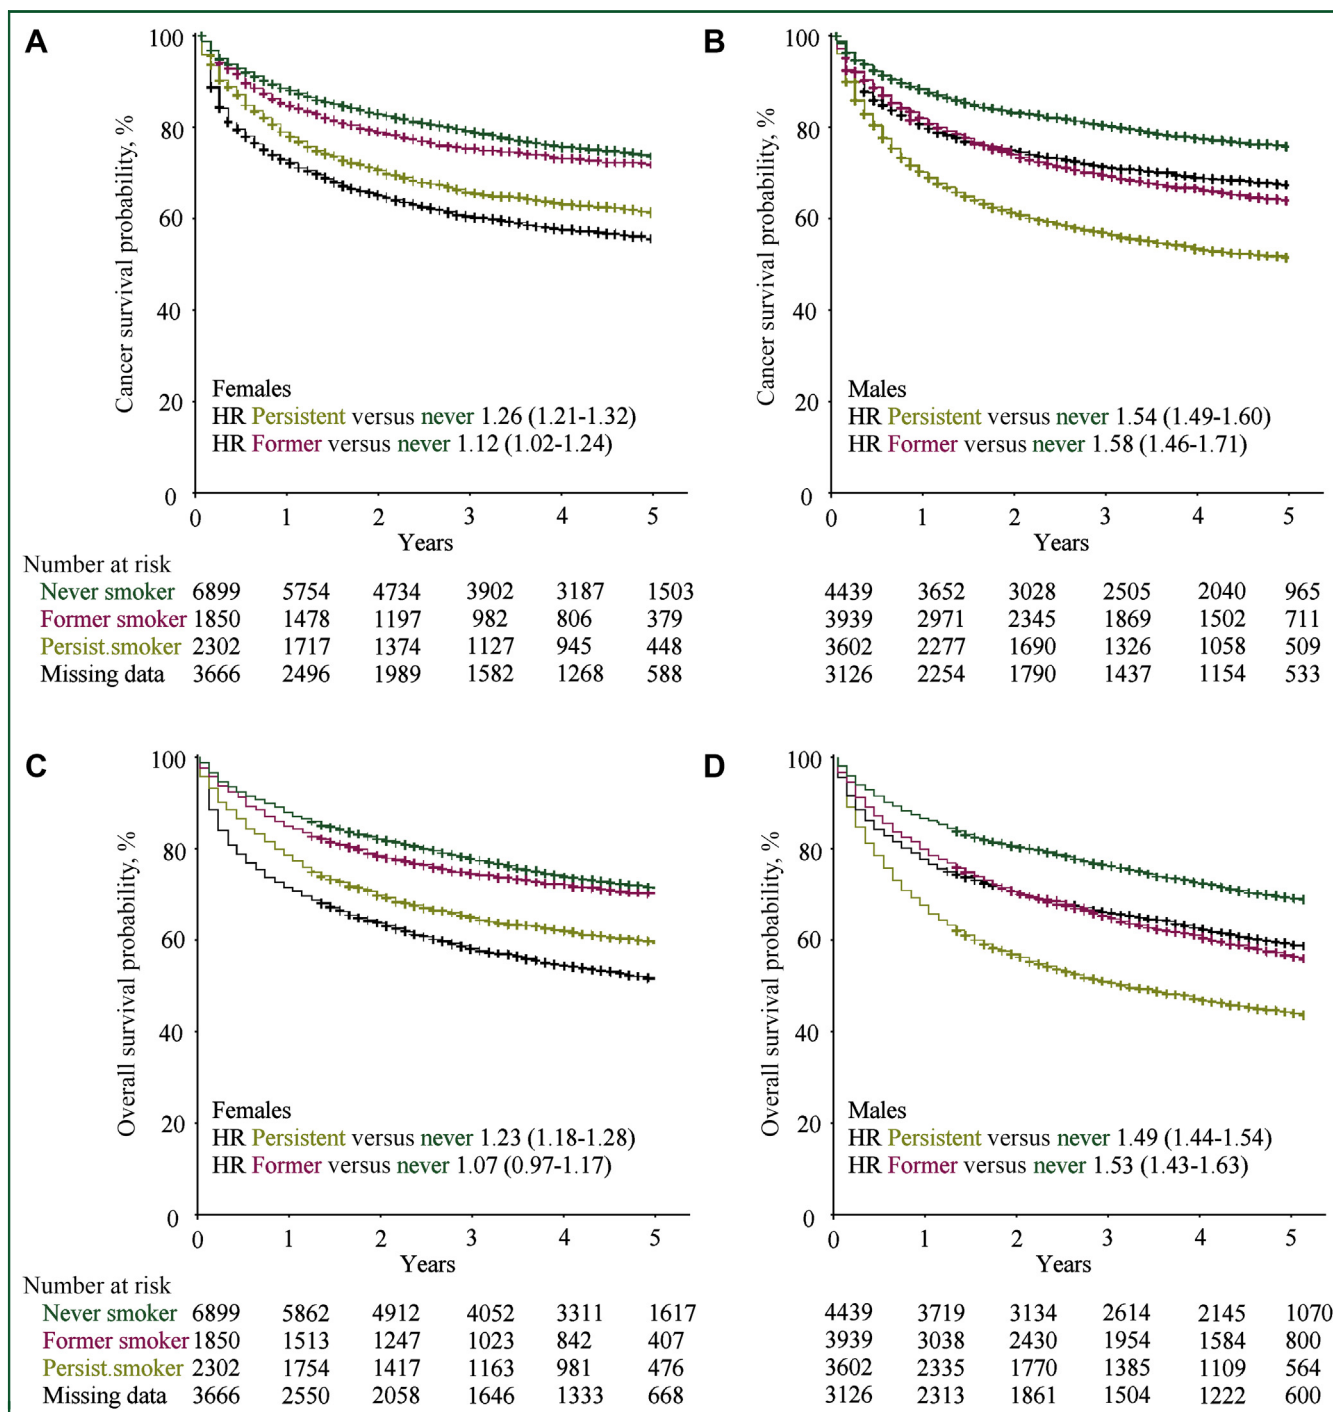 A
100
80
60
40
20
0
Cancer survival probability, %
Females
HR Persistent versus never 1.26 (1.21-1.32)
HR Former versus never 1.12 (1.02-1.24)
0 1 2 3 4 5
Years
B
100
80
60
40
20
0
Cancer survival probability, %
Males
HR Persistent versus never 1.54 (1.49-1.60)
HR Former versus never 1.58 (1.46-1.71)
0 1 2 3 4 5
Years
Number at risk
Never smoker 6899 5754 4734 3902 3187 1503 4439 3652 3028 2505 2040 965
Former smoker 1850 1478 1197 982 806 379 3939 2971 2345 1869 1502 711
Persist.smoker 2302 1717 1374 1127 945 448 3602 2277 1690 1326 1058 509
Missing data 3666 2496 1989 1582 1268 588 3126 2254 1790 1437 1154 533
C
100
80
60
40
20
0
Overall survival probability, %
Females
HR Persistent versus never 1.23 (1.18-1.28)
HR Former versus never 1.07 (0.97-1.17)
0 1 2 3 4 5
Years
D
100
80
60
40
20
0
Overall survival probability, %
Males
HR Persistent versus never 1.49 (1.44-1.54)
HR Former versus never 1.53 (1.43-1.63)
0 1 2 3 4 5
Years
Number at risk
Never smoker 6899 5862 4912 4052 3311 1617 4439 3719 3134 2614 2145 1070
Former smoker 1850 1513 1247 1023 842 407 3939 3038 2430 1954 1584 800
Persist.smoker 2302 1754 1417 1163 981 476 3602 2335 1770 1385 1109 564
Missing data 3666 2550 2058 1646 1333 668 3126 2313 1861 1504 1222 600